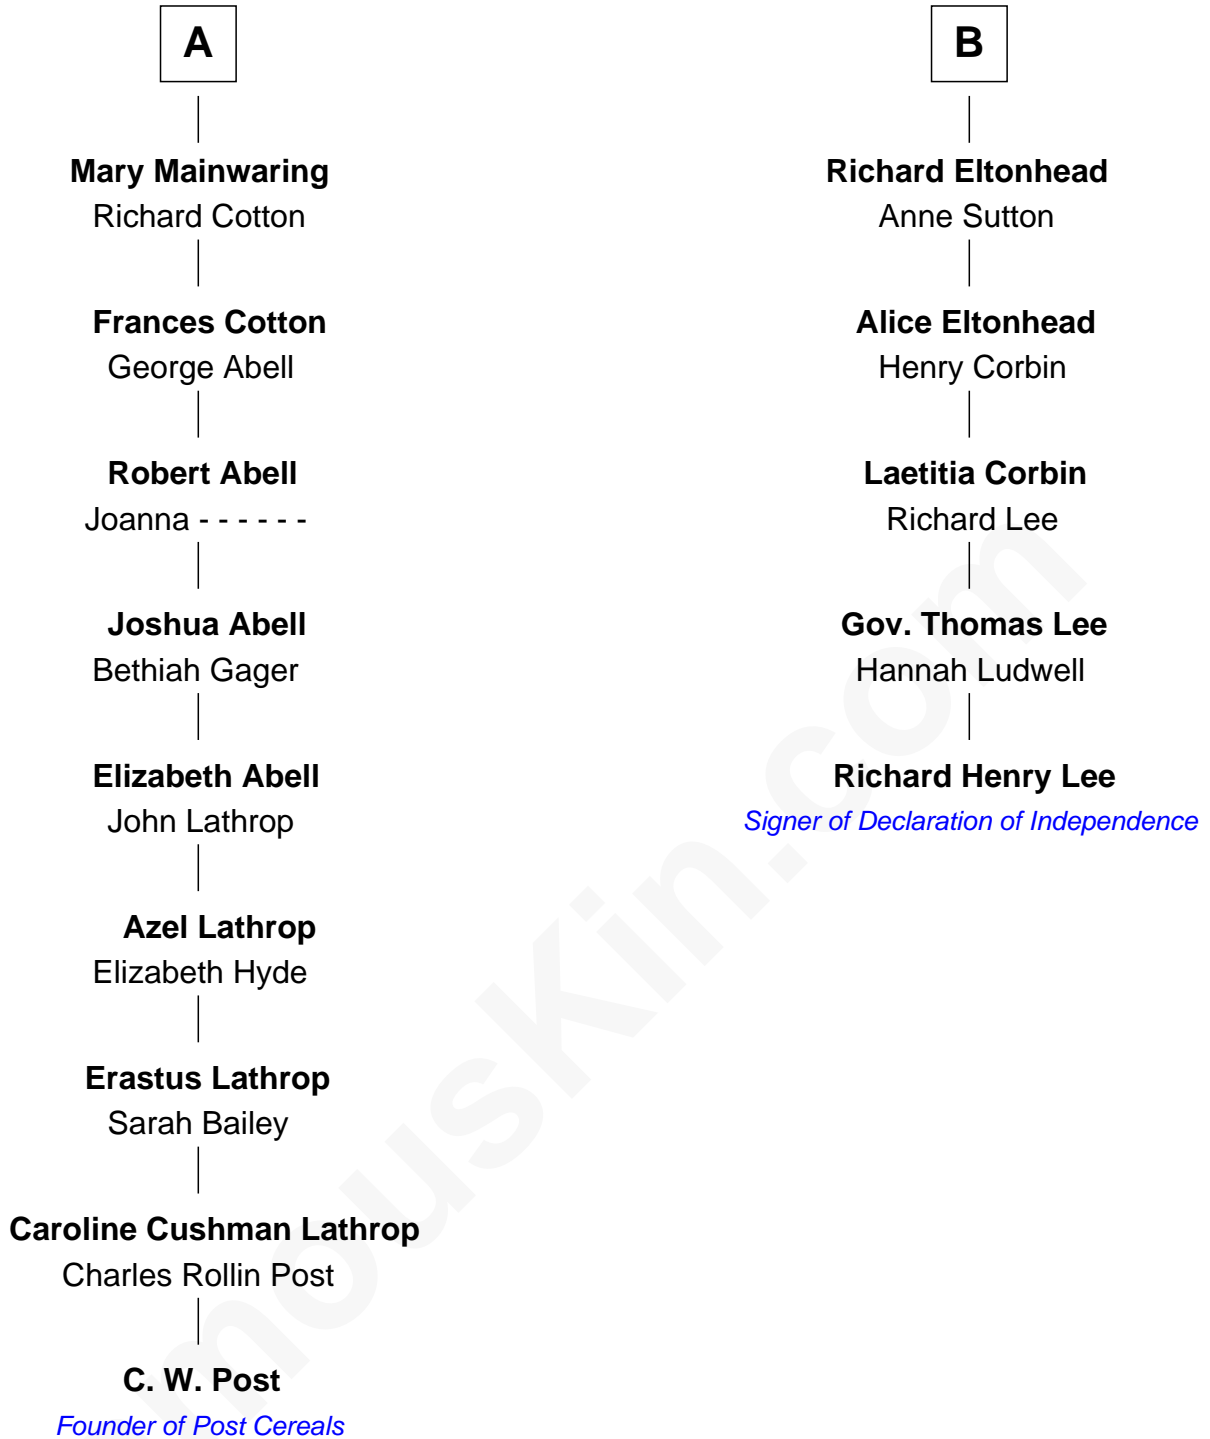 A
Mary Mainwaring
Richard Cotton
Frances Cotton
George Abell
Robert Abell
Joanna - - - - - -
Joshua Abell
Bethiah Gager
Elizabeth Abell
John Lathrop
Azel Lathrop
Elizabeth Hyde
Erastus Lathrop
Sarah Bailey
Caroline Cushman Lathrop
Charles Rollin Post
C. W. Post
Founder of Post Cereals
B
Richard Eltonhead
Anne Sutton
Alice Eltonhead
Henry Corbin
Laetitia Corbin
Richard Lee
Gov. Thomas Lee
Hannah Ludwell
Richard Henry Lee
Signer of Declaration of Independence
mouskin.com